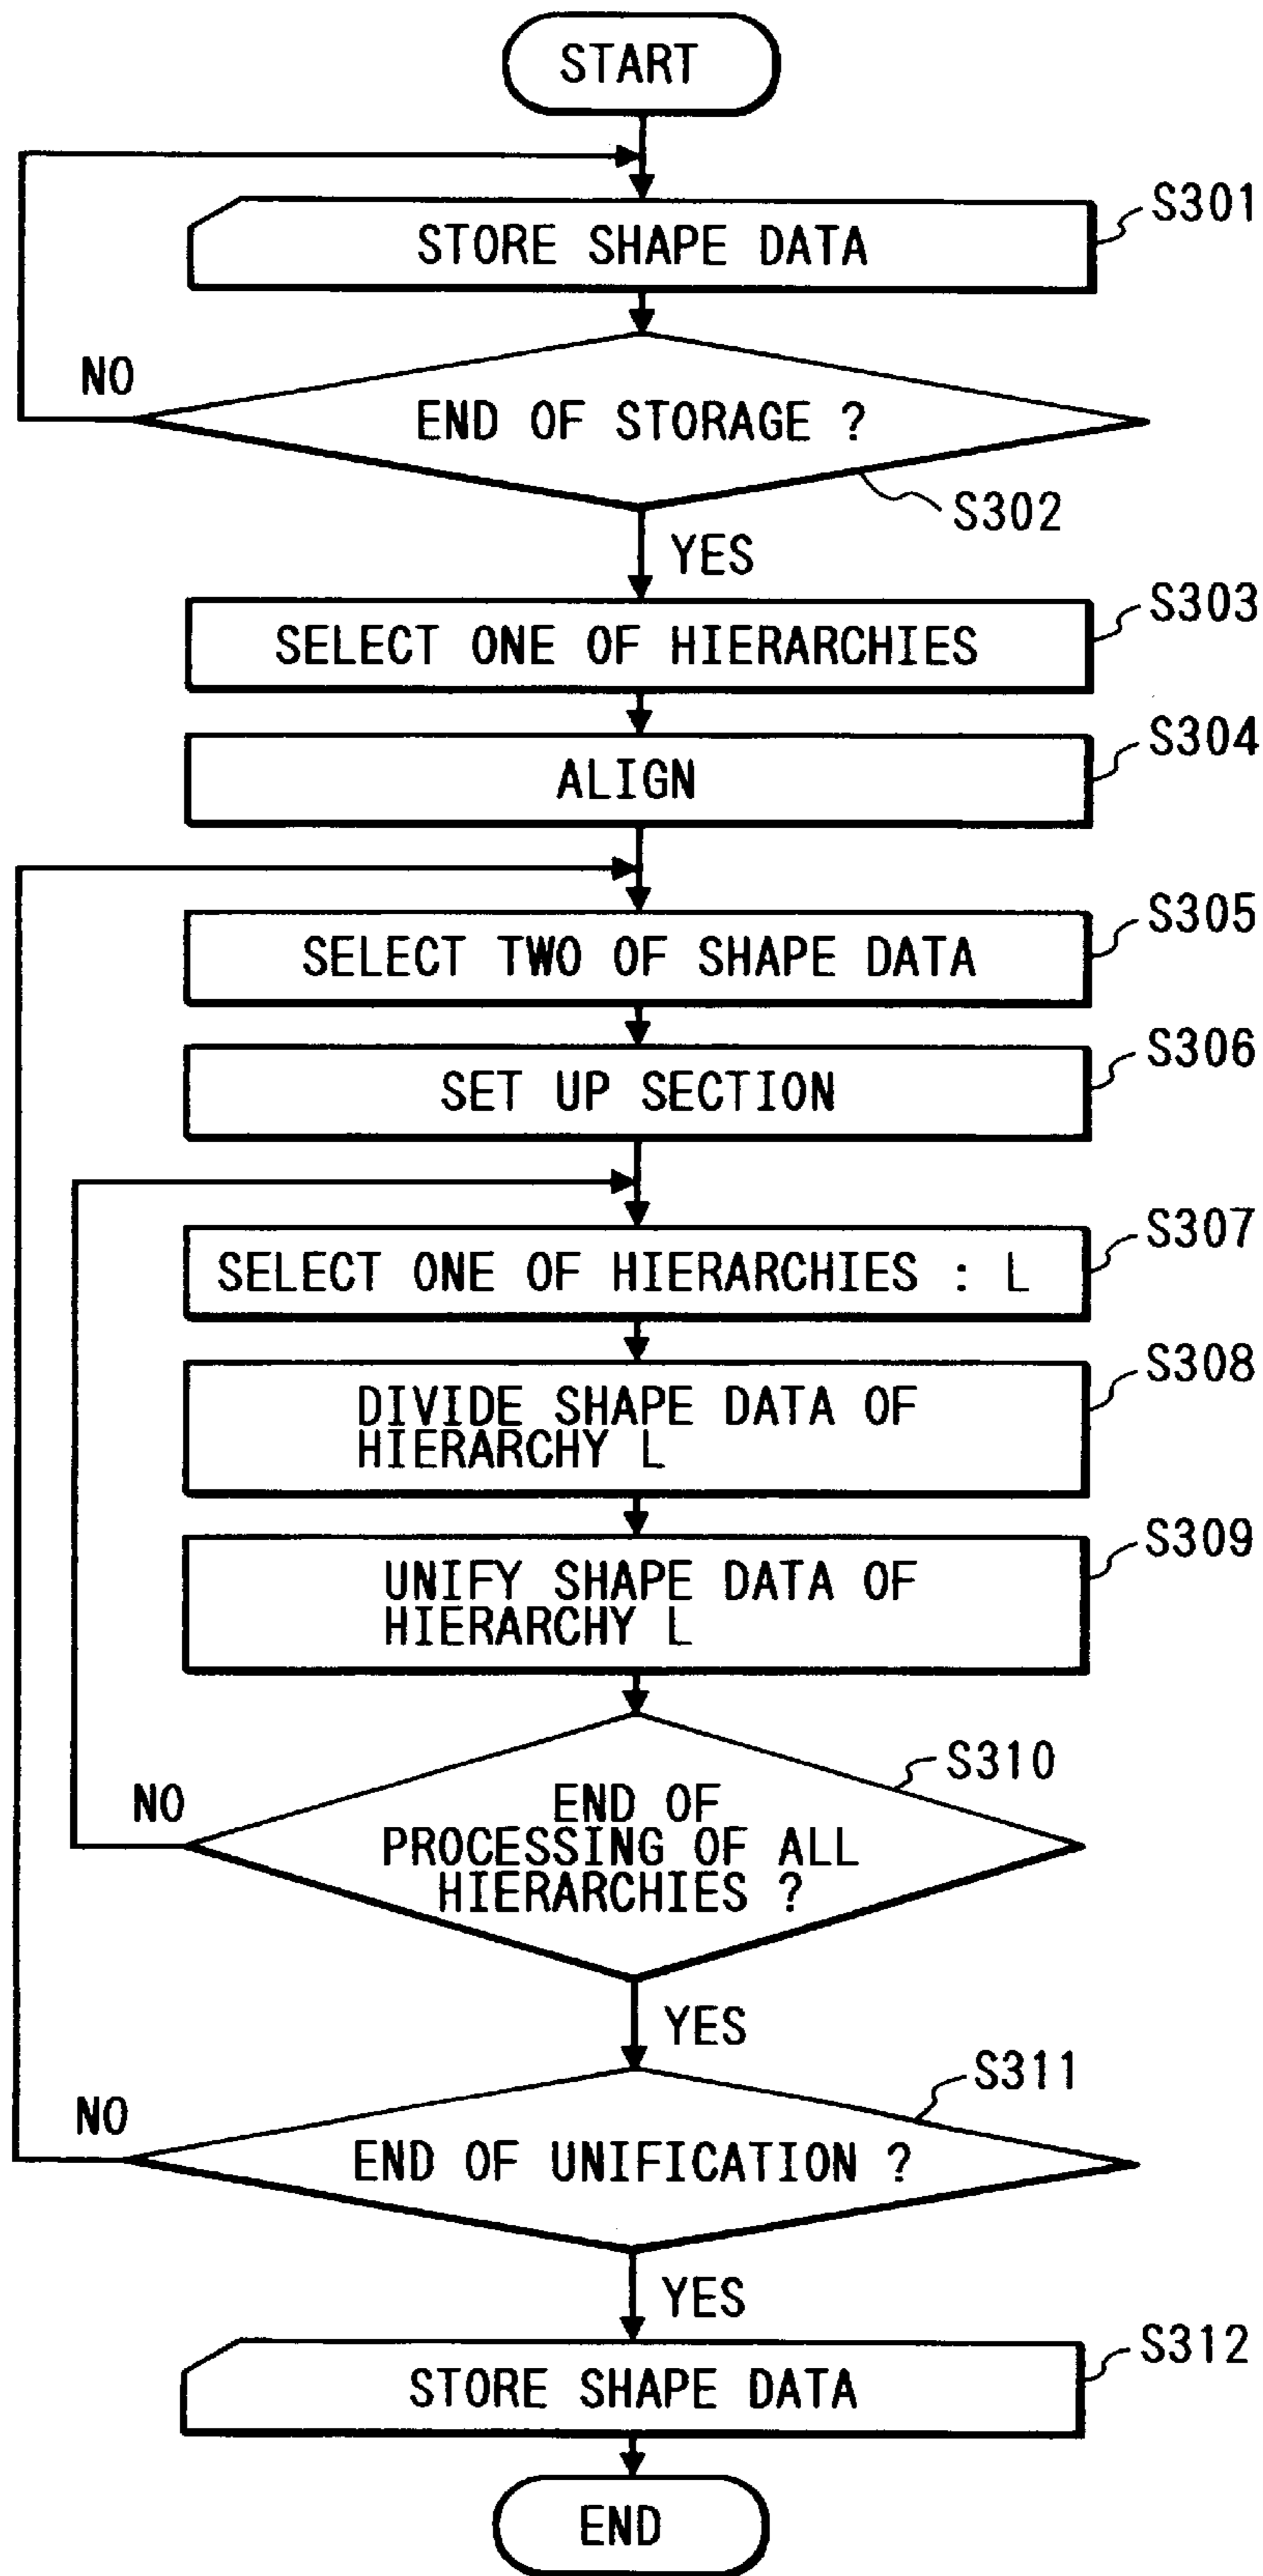 START
STORE SHAPE DATA
S301
NO
END OF STORAGE ?
S302
YES
SELECT ONE OF HIERARCHIES
S303
ALIGN
S304
SELECT TWO OF SHAPE DATA
S305
SET UP SECTION
S306
SELECT ONE OF HIERARCHIES : L
S307
DIVIDE SHAPE DATA OF
HIERARCHY L
S308
UNIFY SHAPE DATA OF
HIERARCHY L
S309
NO
END OF
PROCESSING OF ALL
HIERARCHIES ?
S310
YES
NO
END OF UNIFICATION ?
S311
YES
STORE SHAPE DATA
S312
END